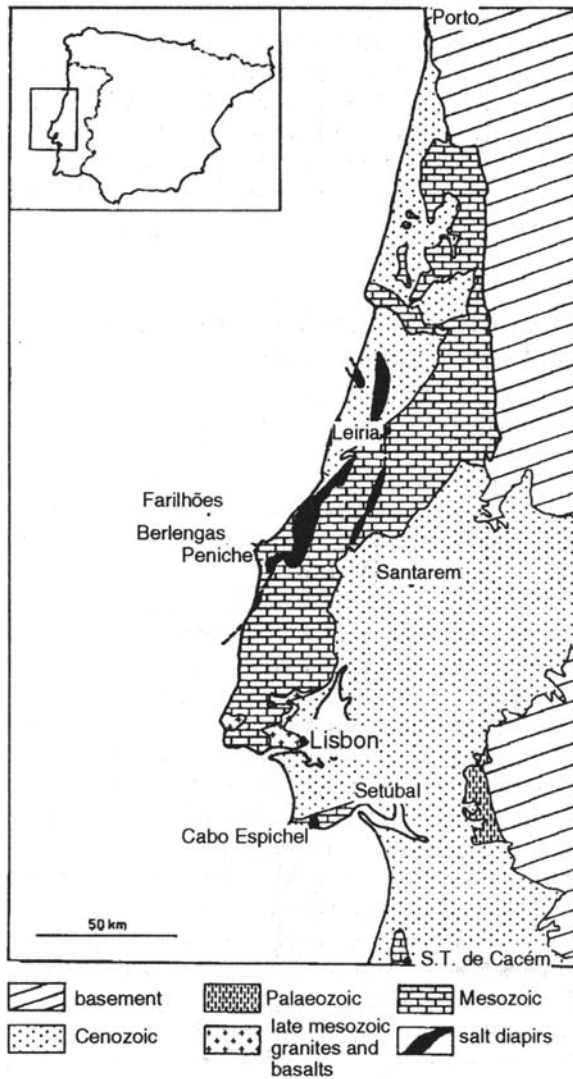 Porto
Leiria
Farilhões
Berlengas
Peniche
Santarem
Lisbon
Setúbal
Cabo Espichel
50 km
S.T. de Cacém
basement
Palaeozoic
Mesozoic
Cenozoic
late mesozoic
granites and
basalts
salt diapirs